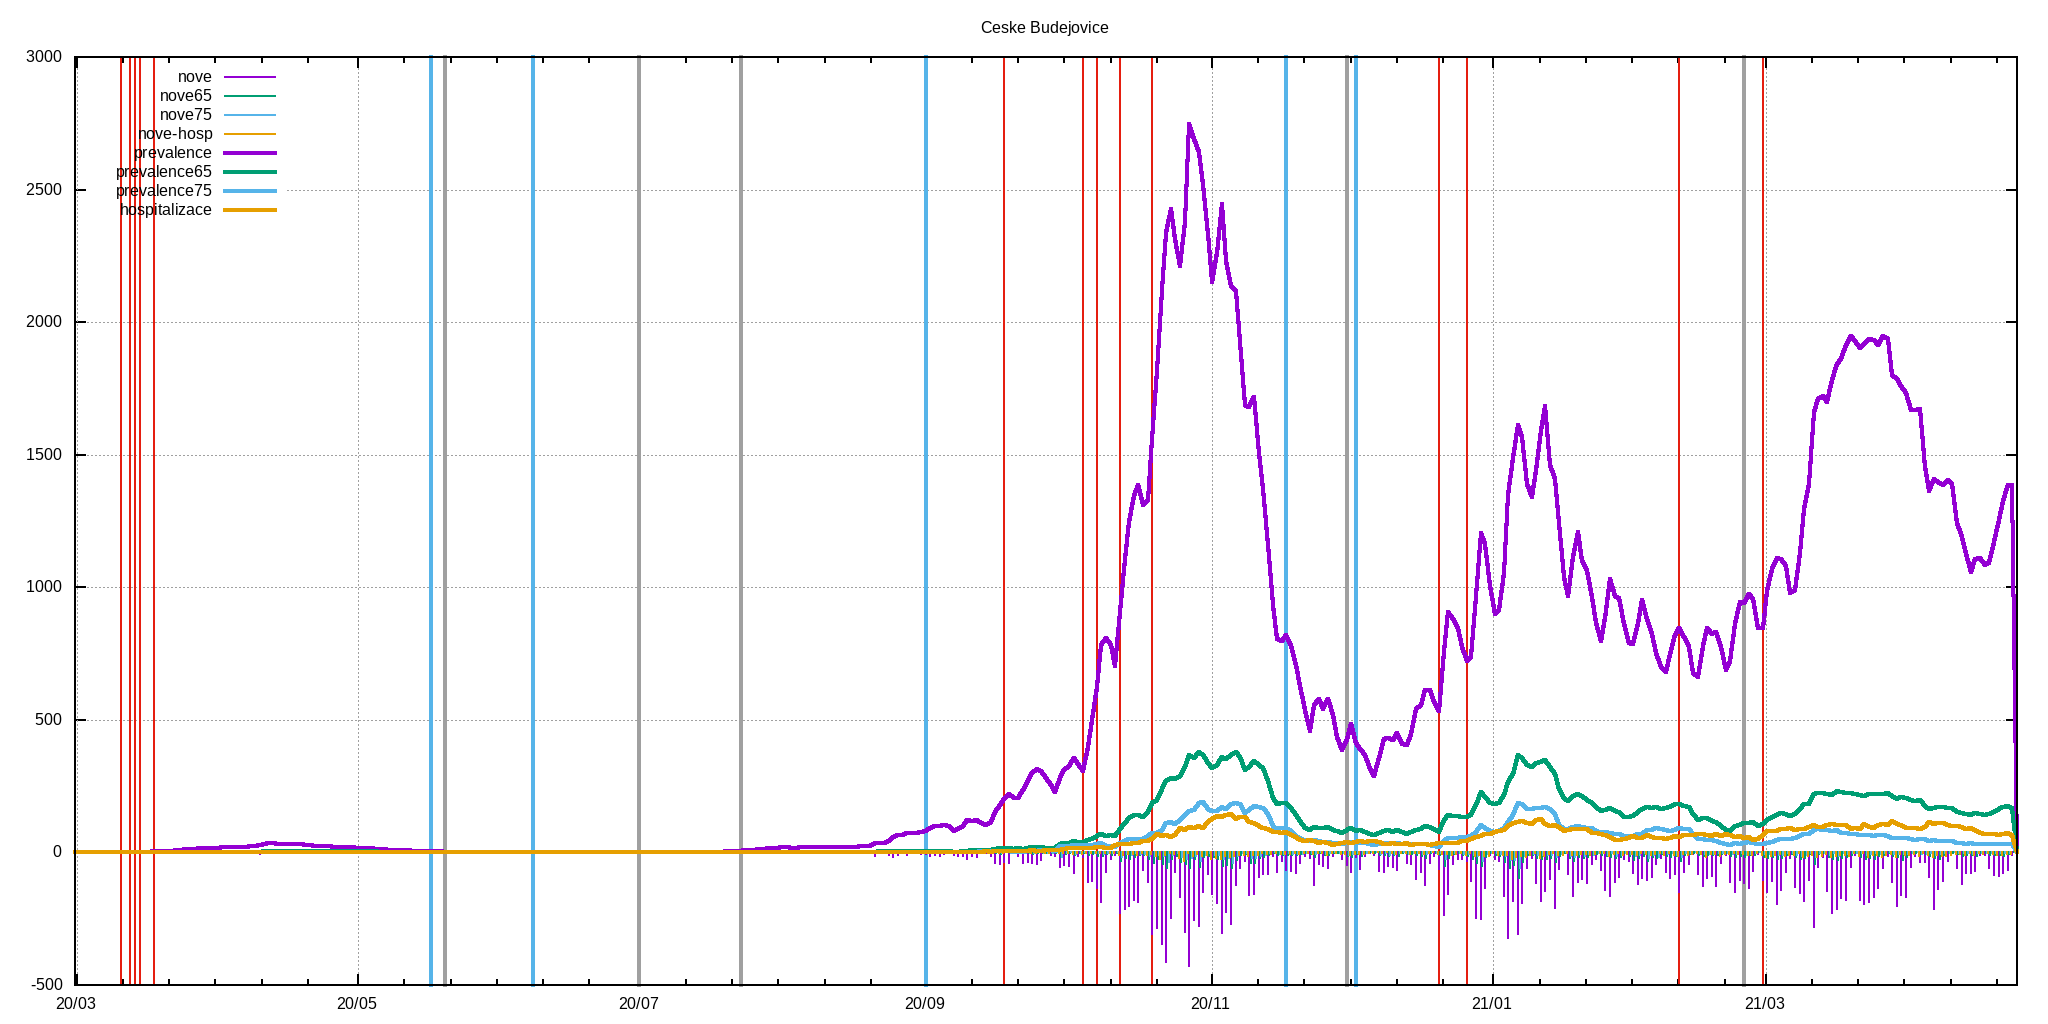 Ceske Budejovice
3000
2500
2000
1500
1000
500
0
-500
nove
nove65
nove75
nove-hosp
prevalence
prevalence65
prevalence75
hospitalizace
20/03
20/05
20/07
20/09
20/11
21/01
21/03